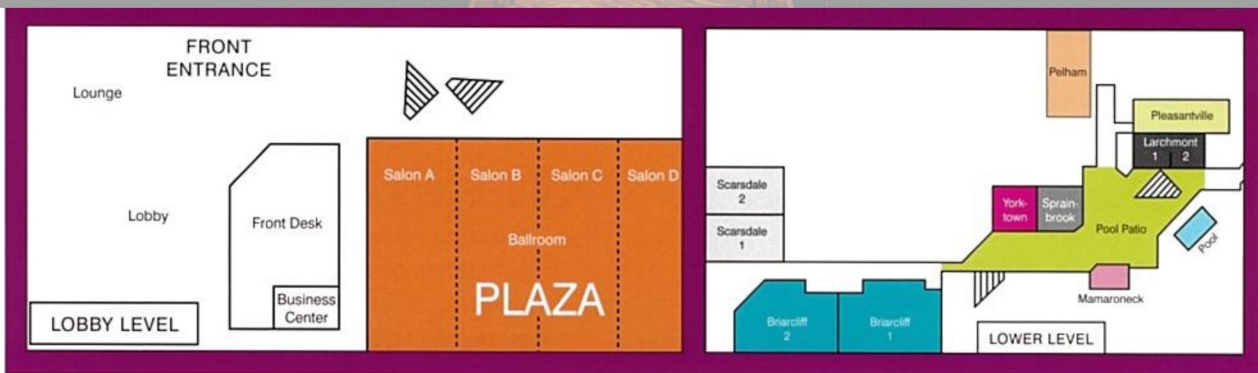 FRONT
ENTRANCE
Lounge
Lobby
Front Desk
Business
Center
LOBBY LEVEL
Salon A
Salon B
Salon C
Salon D
Ballroom
PLAZA
Pelham
Pleasantville
Larchmont
1
2
Scarsdale
2
Scarsdale
1
York-
town
Sprain-
brook
Pool Patio
Pool
Mamaroneck
Briarcliff
2
Briarcliff
1
LOWER LEVEL